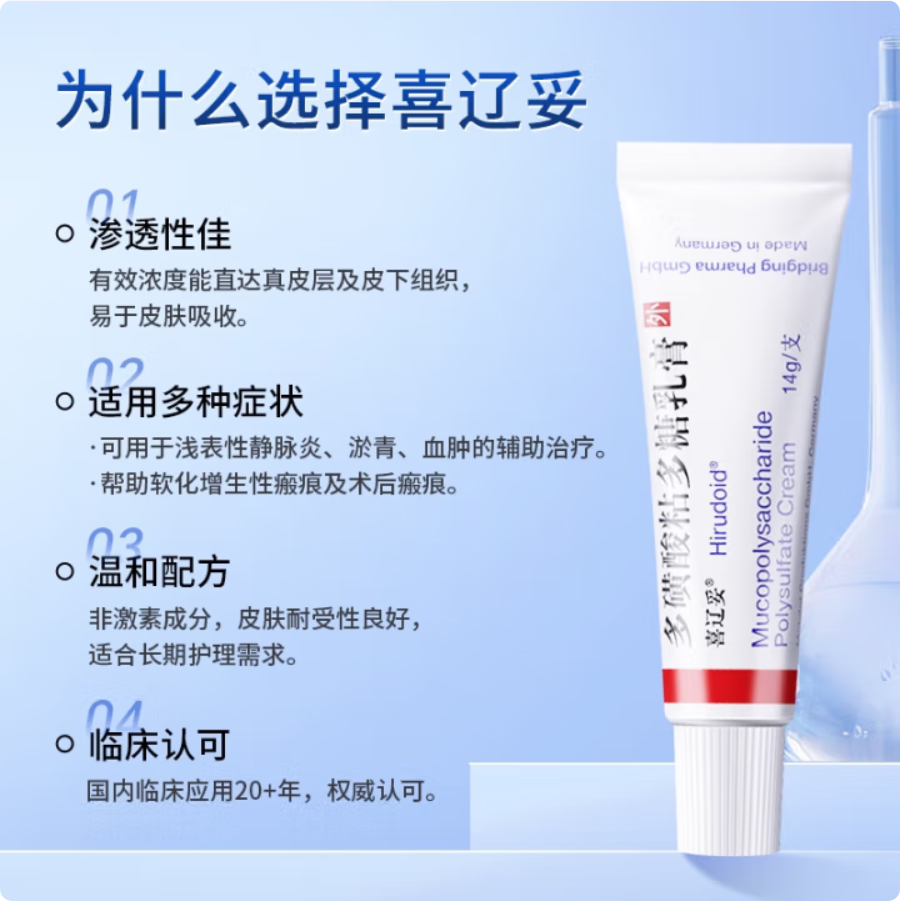 为什么选择喜辽妥
01
渗透性佳
有效浓度能直达真皮层及皮下组织，
易于皮肤吸收。
02
适用多种症状
·可用于浅表性静脉炎、淤青、血肿的辅助治疗。
·帮助软化增生性瘢痕及术后瘢痕。
03
温和配方
非激素成分，皮肤耐受性良好，
适合长期护理需求。
04
临床认可
国内临床应用20+年，权威认可。
Bridging Pharma GmbH
Made in Germany
外
多磺酸粘多糖乳膏
喜辽妥® Hirudoid®
14g/支
Mucopolysaccharide
Polysulfate Cream